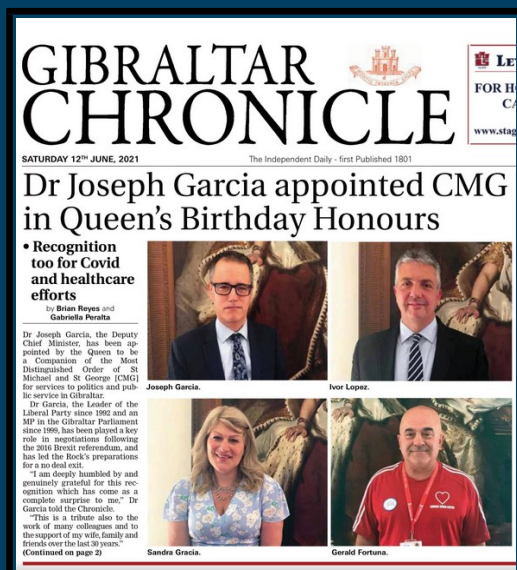 GIBRALTAR
CHRONICLE
FOR
www.stag
SATURDAY 12TH JUNE, 2021
The Independent Daily - first Published 1801
Dr Joseph Garcia appointed CMG
in Queen's Birthday Honours
• Recognition
too for Covid
and healthcare
efforts
by Brian Reyes and
Gabriella Peralta
Dr Joseph Garcia, the Deputy
Chief Minister, has been ap-
pointed by the Queen to be
a Companion of the Most
Distinguished Order of St
Michael and St George [CMG]
for services to politics and pub-
lic service in Gibraltar.
Dr Garcia, the Leader of the
Liberal Party since 1992 and an
MP in the Gibraltar Parliament
since 1999, has been played a key
role in negotiations following
the 2016 Brexit referendum, and
has led the Rock's preparations
for a no deal exit.
"I am deeply humbled by and
genuinely grateful for this rec-
ognition which has come as a
complete surprise to me," Dr
Garcia told the Chronicle.
"This is a tribute also to the
work of many colleagues and to
the support of my wife, family and
friends over the last 30 years."
(Continued on page 2)
Joseph Garcia.
Ivor Lopez.
Sandra Gracia.
Gerald Fortuna.